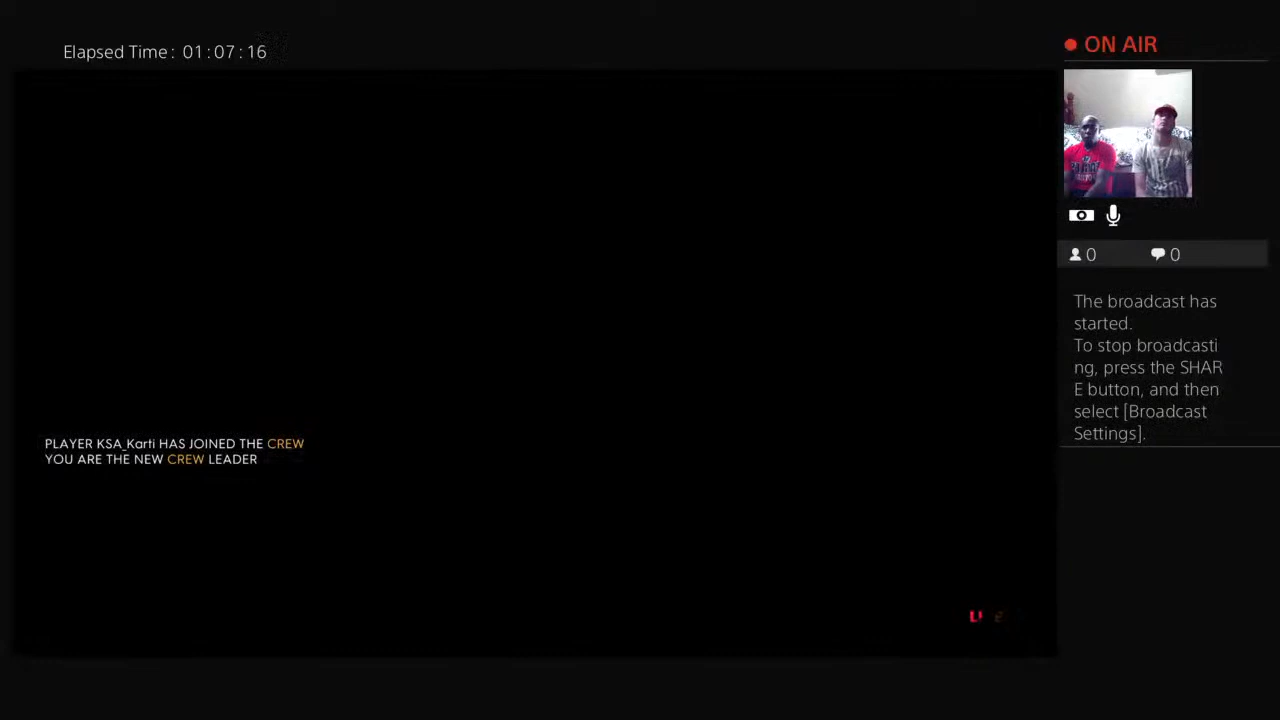 Elapsed Time: 01:07:16
ON AIR
0 0
The broadcast has
started.
To stop broadcasti
ng, press the SHAR
E button, and then
select [Broadcast
Settings].
PLAYER KSA_Karti HAS JOINED THE CREW
YOU ARE THE NEW CREW LEADER